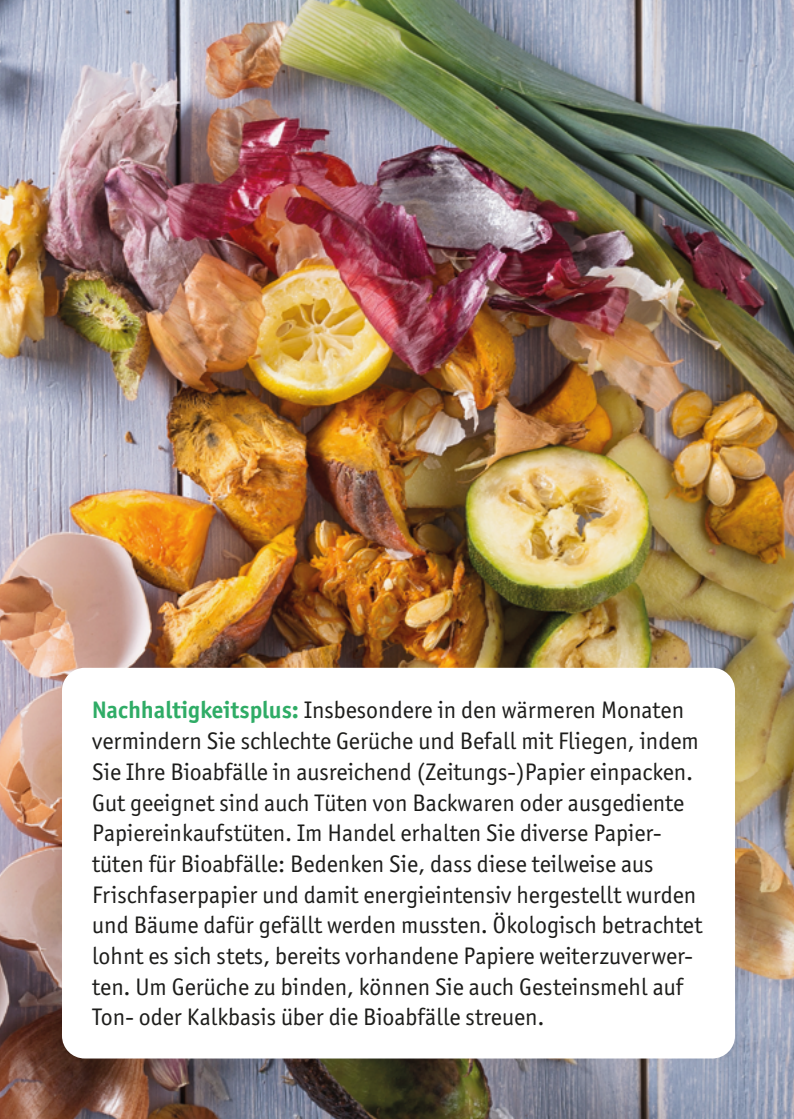 Nachhaltigkeitsplus: Insbesondere in den wärmeren Monaten
vermindern Sie schlechte Gerüche und Befall mit Fliegen, indem
Sie Ihre Bioabfälle in ausreichend (Zeitungs-)Papier einpacken.
Gut geeignet sind auch Tüten von Backwaren oder ausgediente
Papiereinkaufstüten. Im Handel erhalten Sie diverse Papier-
tüten für Bioabfälle: Bedenken Sie, dass diese teilweise aus
Frischfaserpapier und damit energieintensiv hergestellt wurden
und Bäume dafür gefällt werden mussten. Ökologisch betrachtet
lohnt es sich stets, bereits vorhandene Papiere weiterzuverwer-
ten. Um Gerüche zu binden, können Sie auch Gesteinsmehl auf
Ton- oder Kalkbasis über die Bioabfälle streuen.